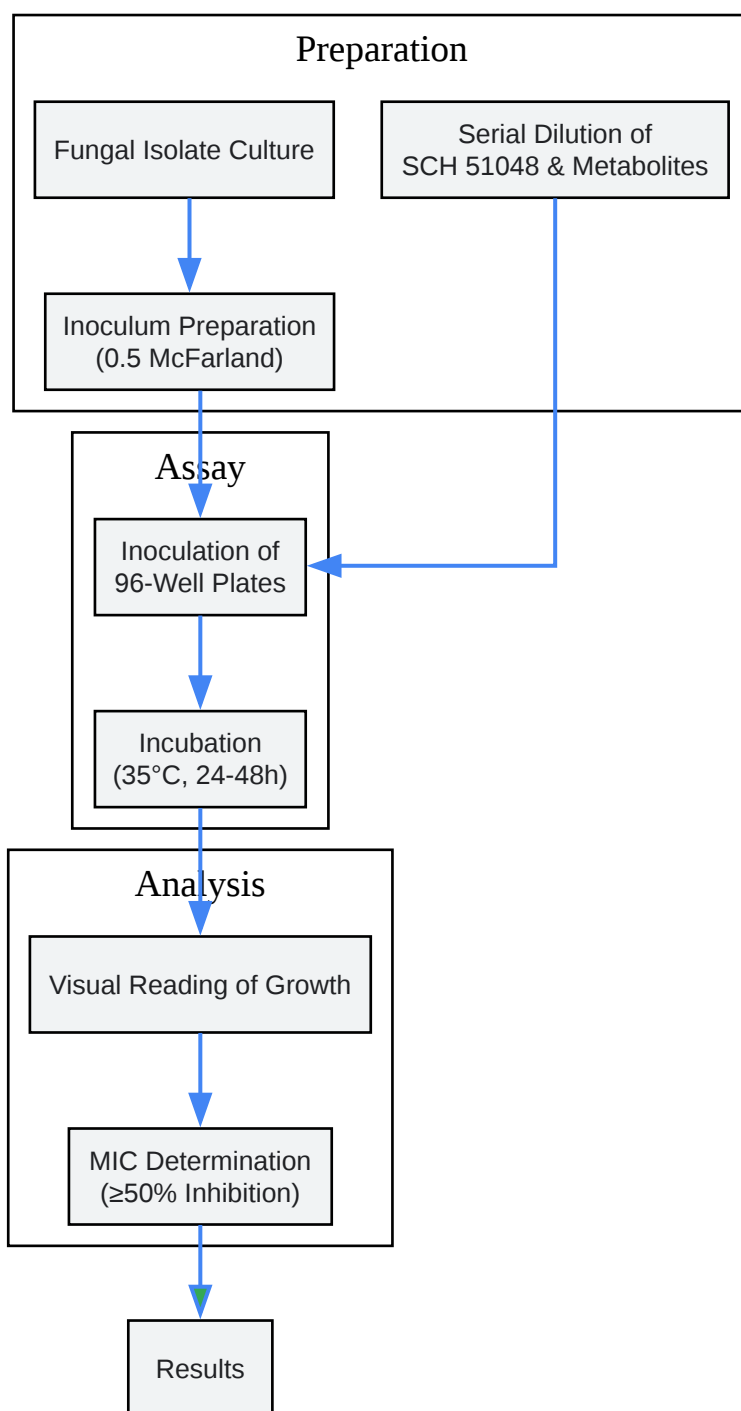 Preparation
Fungal Isolate Culture
Serial Dilution of
SCH 51048 & Metabolites
Inoculum Preparation
(0.5 McFarland)
Assay
Inoculation of
96-Well Plates
Incubation
(35°C, 24-48h)
Analysis
Visual Reading of Growth
MIC Determination
(≥50% Inhibition)
Results